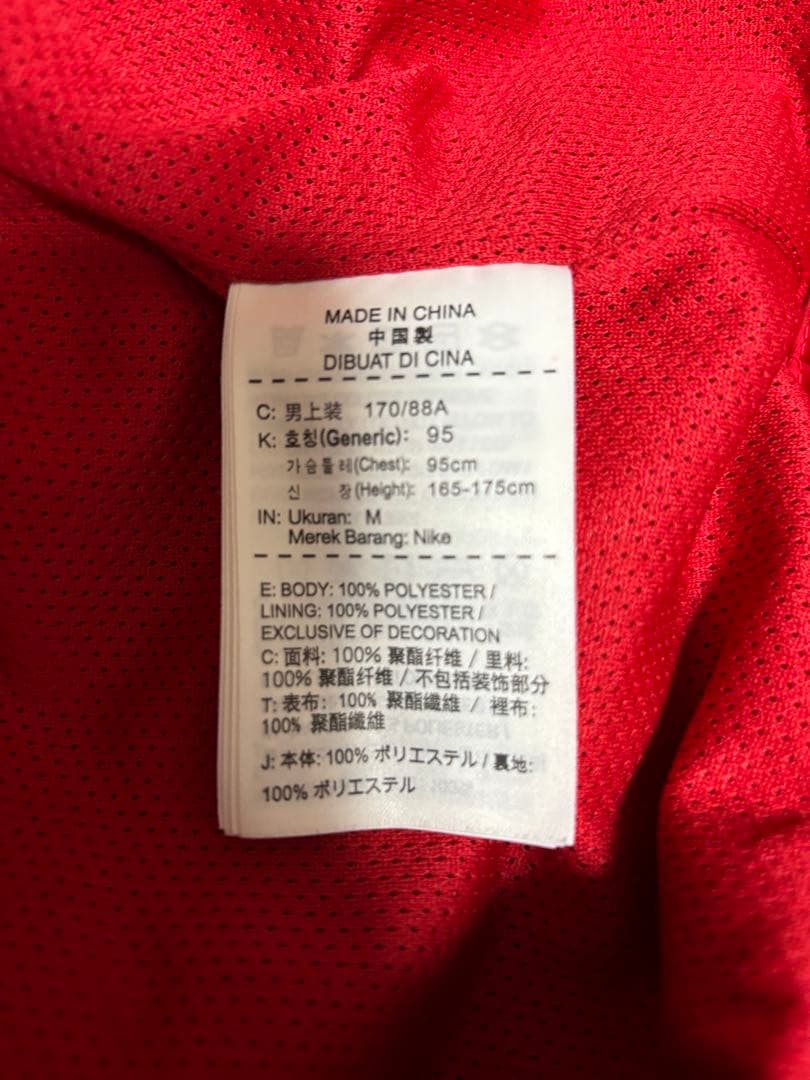 MADE IN CHINA
中国製
DIBUAT DI CINA
C: 男上装 170/88A
K: 호칭(Generic): 95
가슴둘레(Chest): 95cm
신 장(Height): 165-175cm
IN: Ukuran: M
Merek Barang: Nike
E: BODY: 100% POLYESTER /
LINING: 100% POLYESTER /
EXCLUSIVE OF DECORATION
C: 面料: 100% 聚酯纤维 / 里料:
100% 聚酯纤维 / 不包括装饰部分
T: 表布: 100% 聚酯纖維 / 裡布:
100% 聚酯纖維
J: 本体: 100% ポリエステル / 裏地:
100% ポリエステル